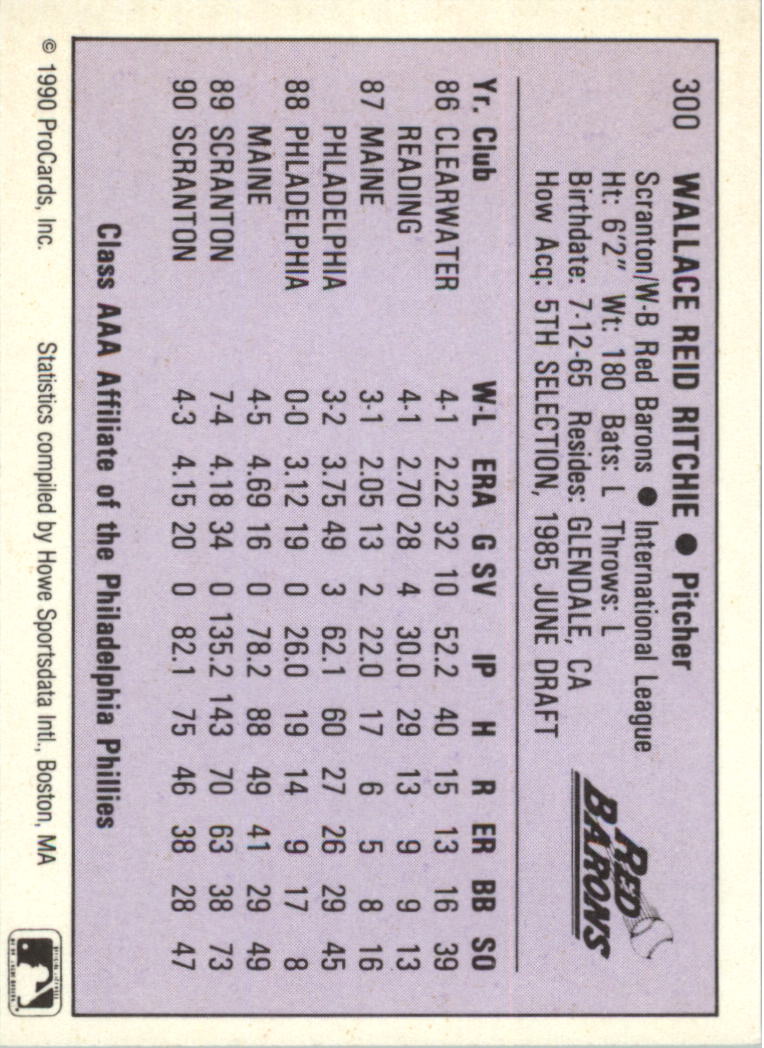 300 WALLACE REID RITCHIE ● Pitcher
Scranton/W-B Red Barons ● International League
Ht: 6'2" Wt: 180 Bats: L Throws: L
Birthdate: 7-12-65 Resides: GLENDALE, CA
How Acq: 5TH SELECTION, 1985 JUNE DRAFT
RED
BARONS
Yr. Club W-L ERA G SV IP H R ER BB SO
86 CLEARWATER 4-1 2.22 32 10 52.2 40 15 13 16 39
READING 4-1 2.70 28 4 30.0 29 13 9 9 13
87 MAINE 3-1 2.05 13 2 22.0 17 6 5 8 16
PHLADELPHIA 3-2 3.75 49 3 62.1 60 27 26 29 45
88 PHLADELPHIA 0-0 3.12 19 0 26.0 19 14 9 17 8
MAINE 4-5 4.69 16 0 78.2 88 49 41 29 49
89 SCRANTON 7-4 4.18 34 0 135.2 143 70 63 38 73
90 SCRANTON 4-3 4.15 20 0 82.1 75 46 38 28 47
Class AAA Affiliate of the Philadelphia Phillies
© 1990 ProCards, Inc. Statistics compiled by Howe Sportsdata Intl., Boston, MA